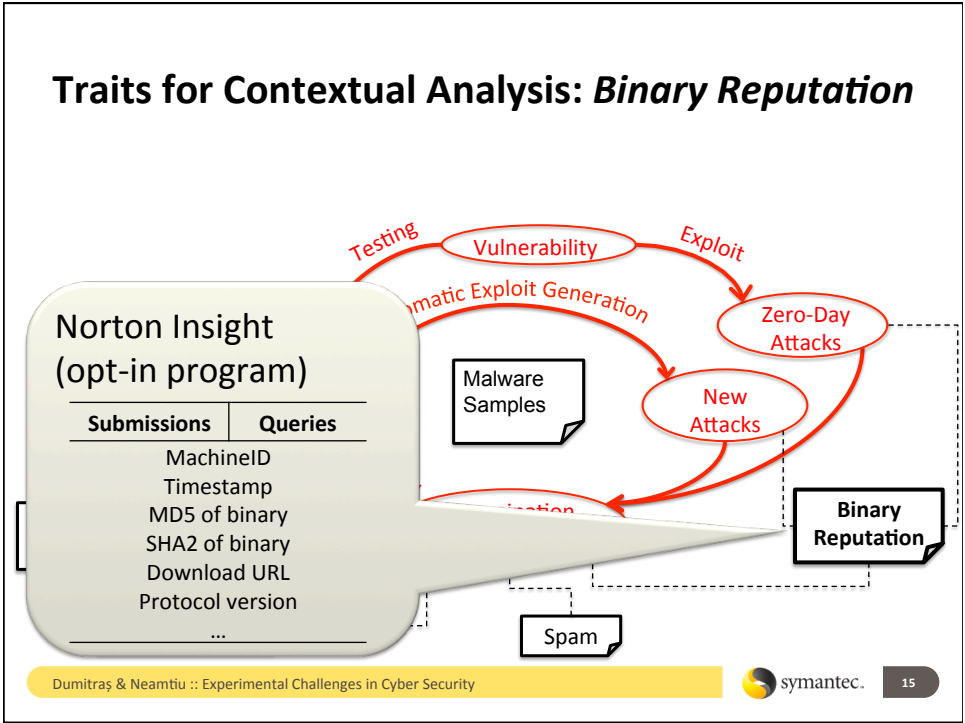 Traits for Contextual Analysis: Binary Reputation
Testing
Vulnerability
Exploit
Exploit Generation
Zero-Day
Attacks
Norton Insight
(opt-in program)
Submissions Queries
MachineID
Timestamp
MD5 of binary
SHA2 of binary
Download URL
Protocol version
...
Malware
Samples
New
Attacks
Binary
Reputation
Spam
Dumitraș & Neamtiu :: Experimental Challenges in Cyber Security
symantec.
15